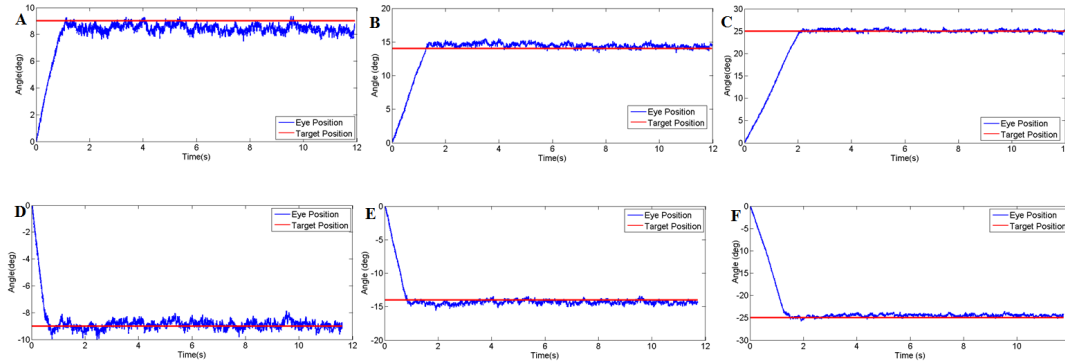 A
Angle(deg)
10
8
6
4
2
0
0 2 4 6 8 10 12
Time(s)
Eye Position
Target Position
B
Angle (deg)
20
15
10
5
0
0 2 4 6 8 10 12
Time(s)
Eye Position
Target Position
C
Angle (deg)
30
25
20
15
10
5
0
0 2 4 6 8 10 12
Time(s)
Eye Position
Target Position
D
Angle(deg)
0
-2
-4
-6
-8
-10
0 2 4 6 8 10 12
Time(s)
Eye Position
Target Position
E
Angle (deg)
0
-5
-10
-15
-20
0 2 4 6 8 10 12
Time(s)
Eye Position
Target Position
F
Angle (deg)
0
-5
-10
-15
-20
-25
-30
0 2 4 6 8 10
Time(s)
Eye Position
Target Position